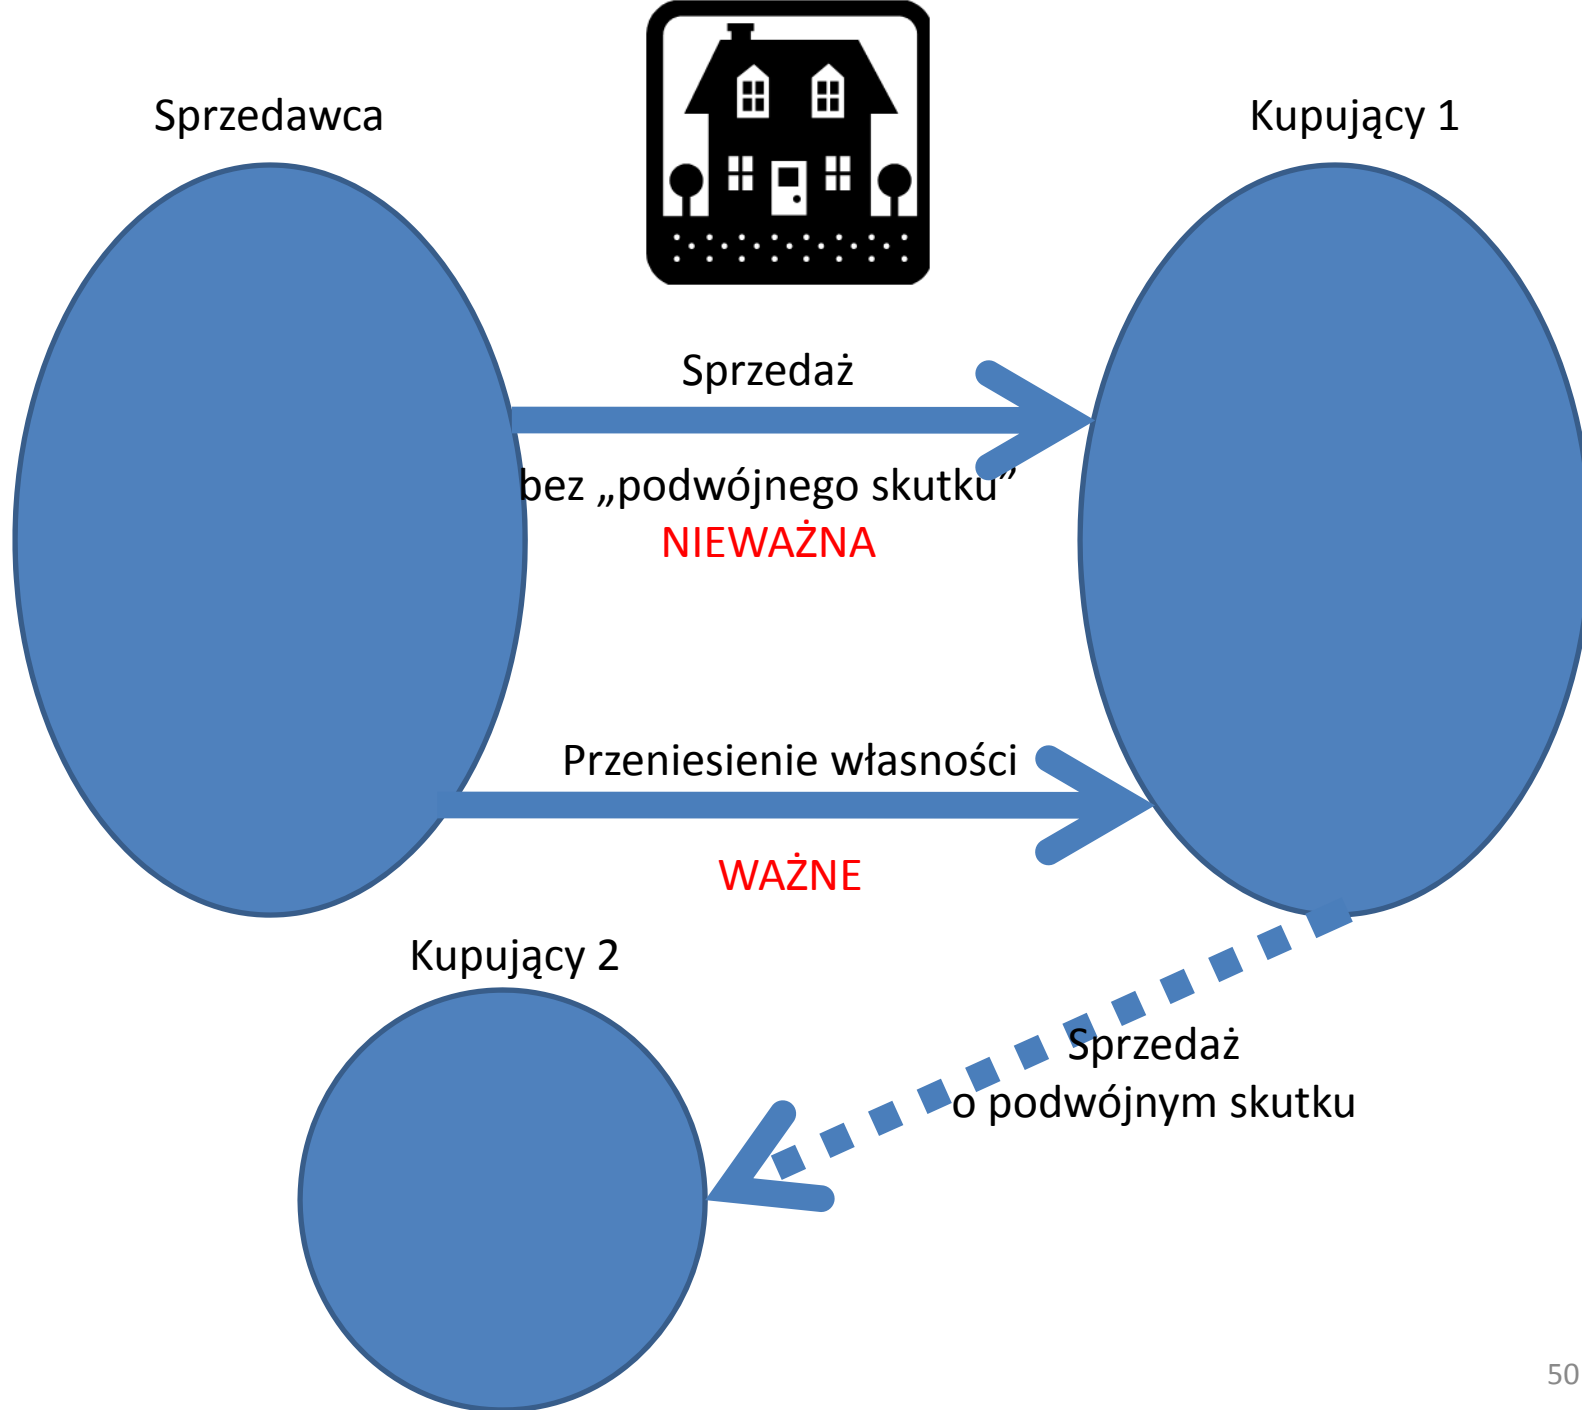 Sprzedawca
Kupujący 1
Sprzedaż
bez „podwójnego skutku”
NIEWAŻNA
Przeniesienie własności
WAŻNE
Kupujący 2
Sprzedaż
o podwójnym skutku
50